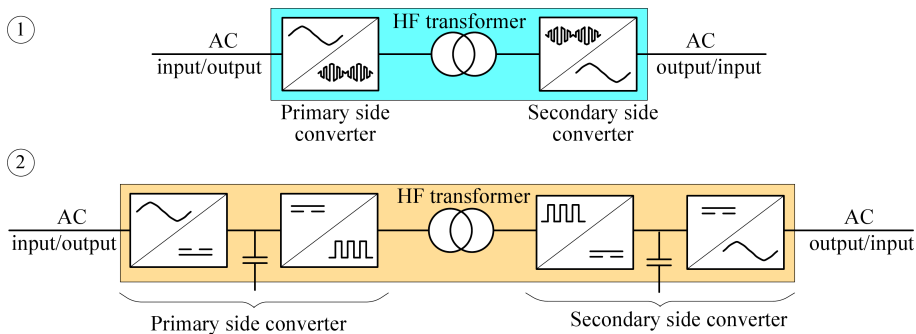 1
HF transformer
AC
input/output
AC
output/input
Primary side
converter
Secondary side
converter
2
HF transformer
AC
input/output
AC
output/input
Primary side converter
Secondary side converter